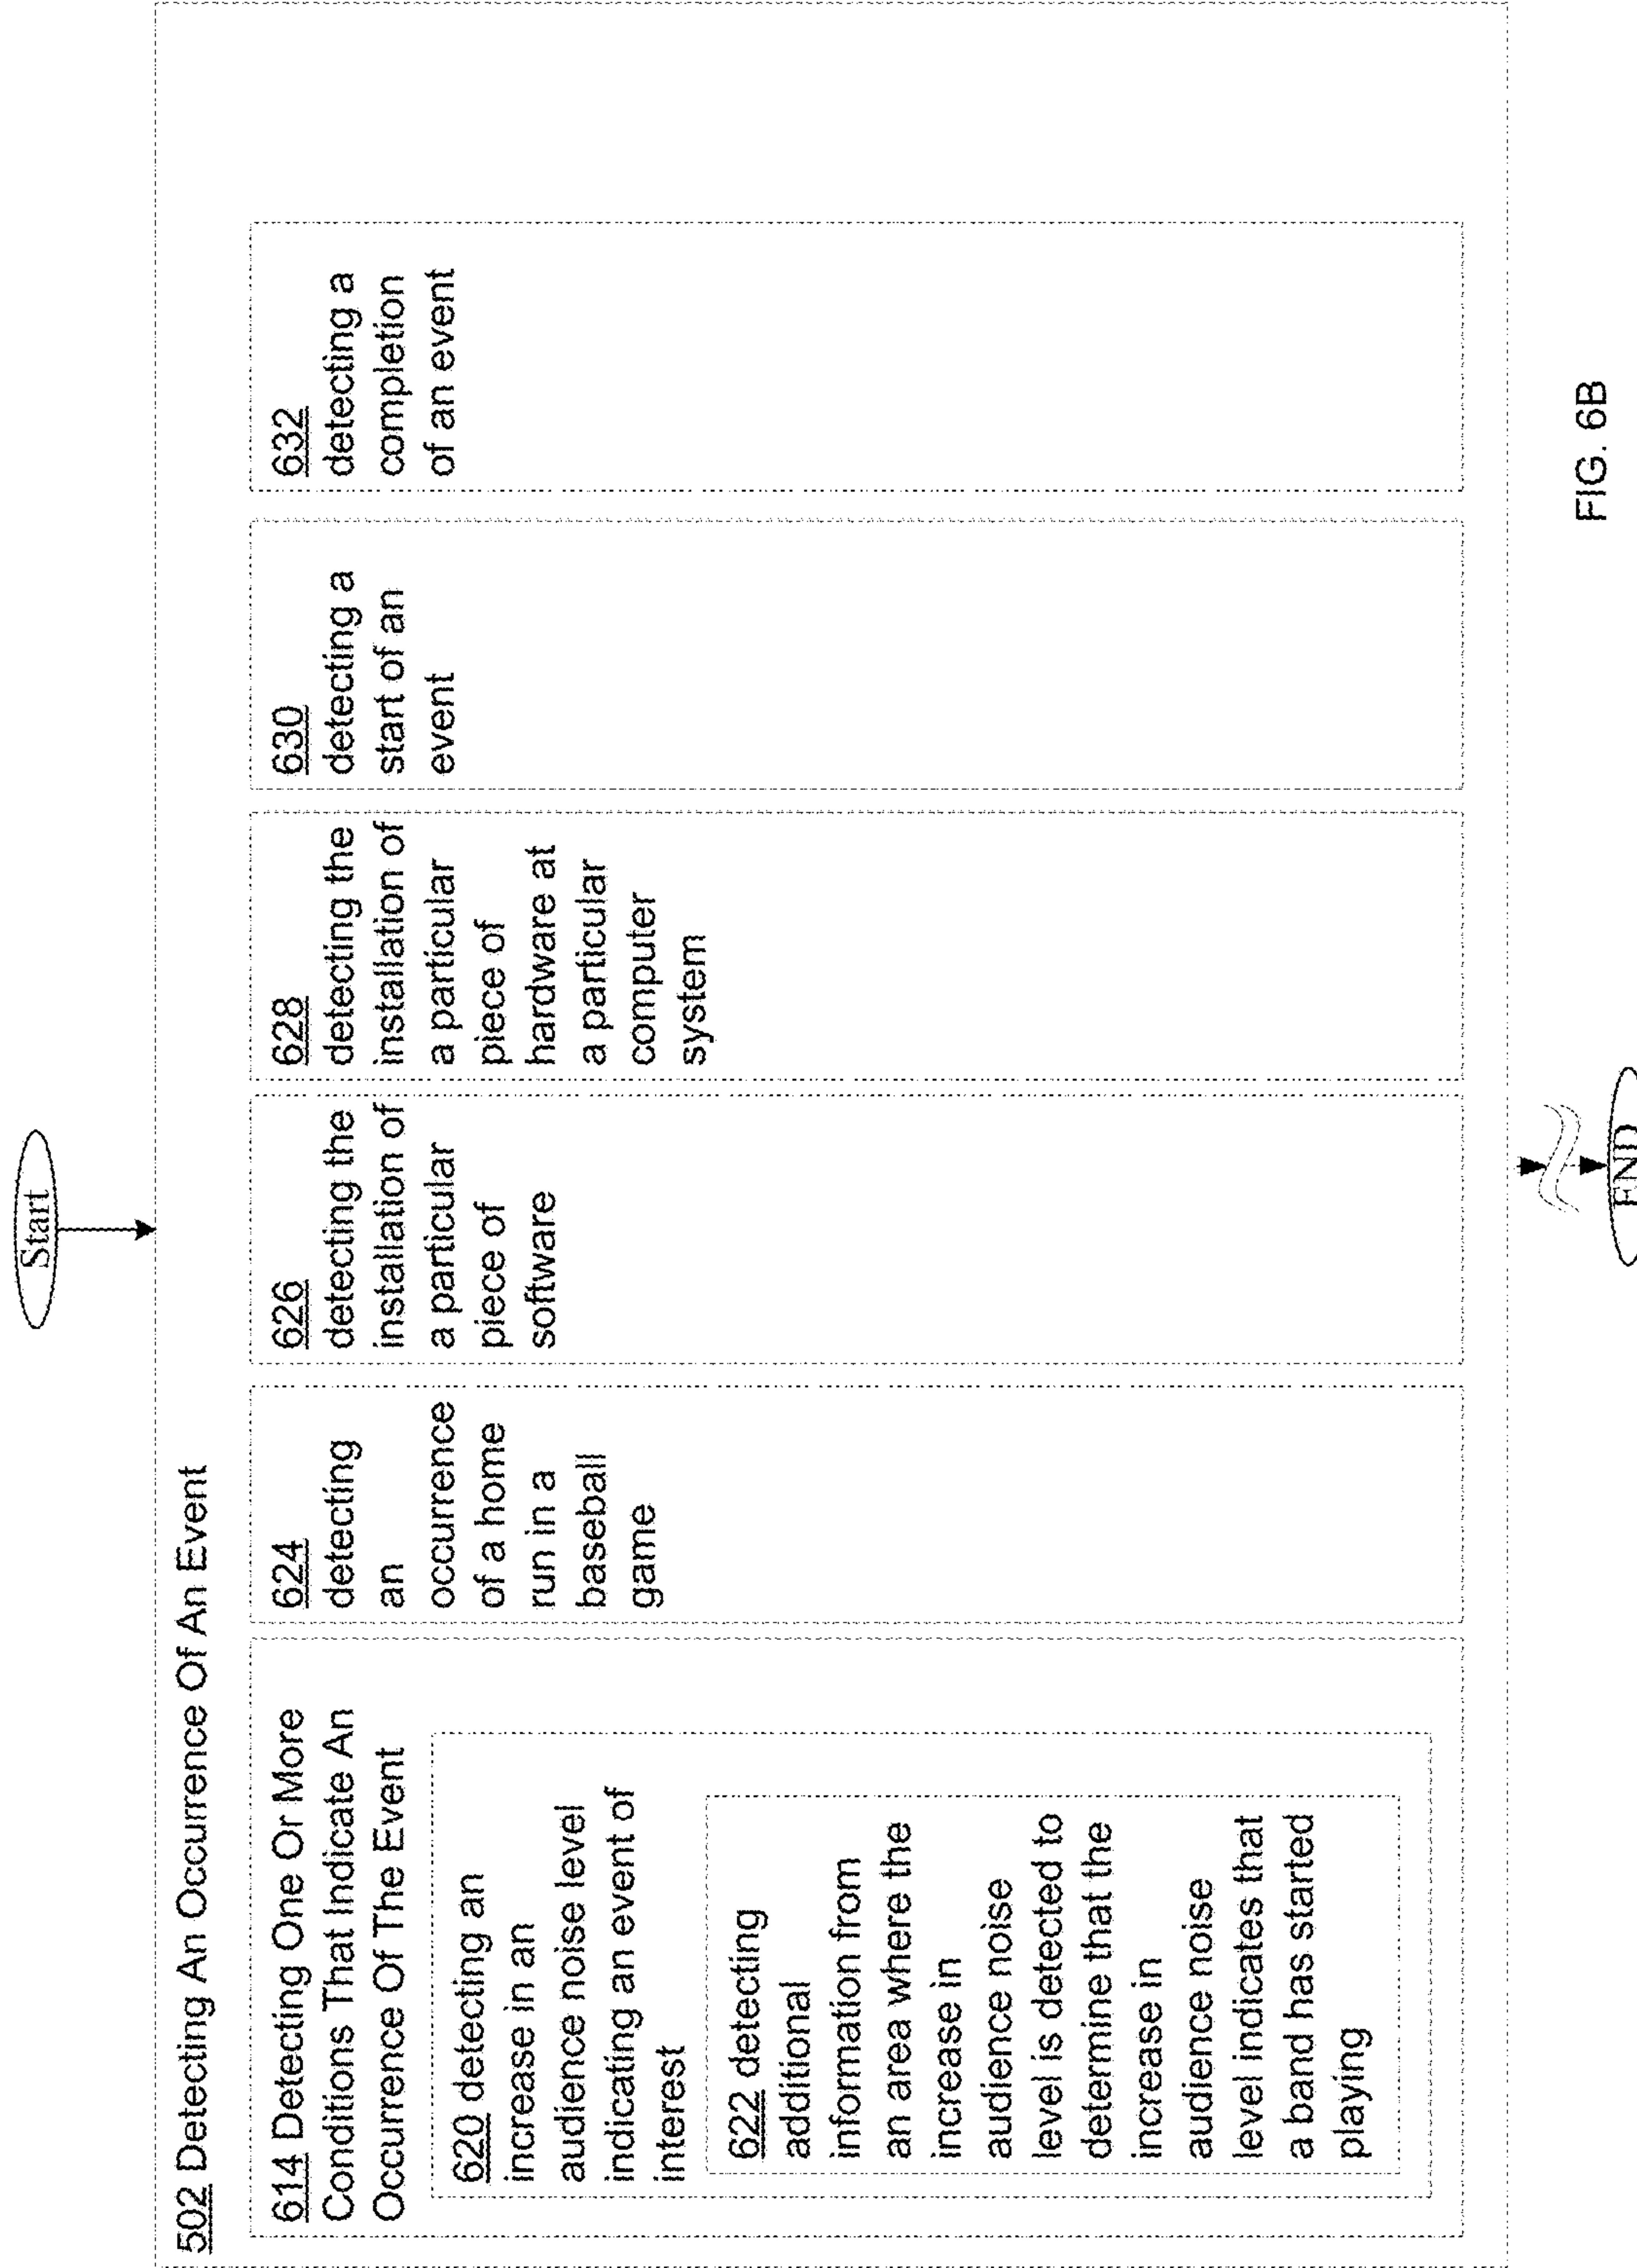 Start
502 Detecting An Occurrence Of An Event
614 Detecting One Or More
Conditions That Indicate An
Occurrence Of The Event
620 detecting an
increase in an
audience noise level
indicating an event of
interest
622 detecting
additional
information from
an area where the
increase in
audience noise
level is detected to
determine that the
increase in
audience noise
level indicates that
a band has started
playing
624
detecting
an
occurrence
of a home
run in a
baseball
game
626
detecting the
installation of
a particular
piece of
software
628
detecting the
installation of
a particular
piece of
hardware at
a particular
computer
system
630
detecting a
start of an
event
632
detecting a
completion
of an event
END
FIG. 6B